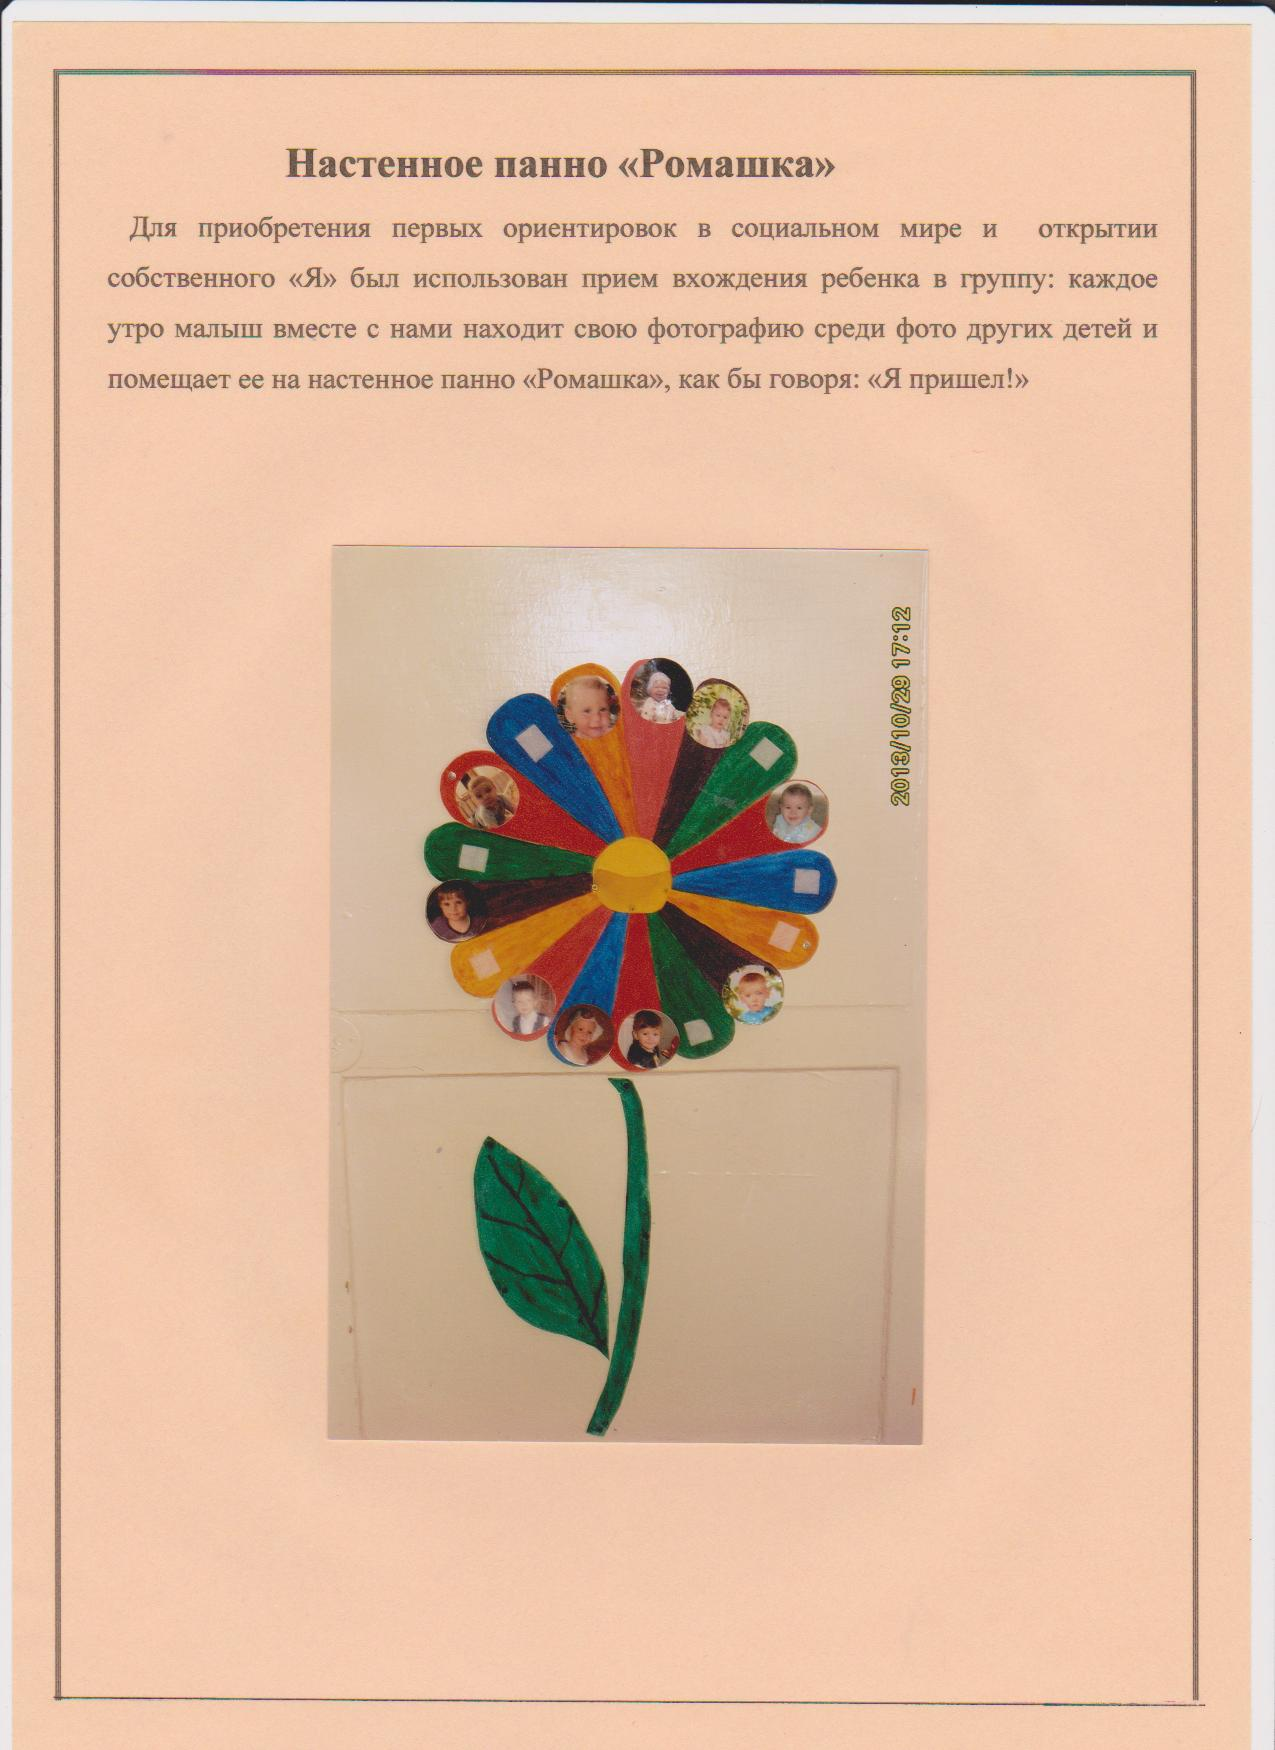 Настенное панно «Ромашка»
Для приобретения первых ориентировок в социальном мире и открытии
собственного «Я» был использован прием вхождения ребенка в группу: каждое
утро малыш вместе с нами находит свою фотографию среди фото других детей и
помещает ее на настенное панно «Ромашка», как бы говоря: «Я пришел!»
2013/10/29 17:12